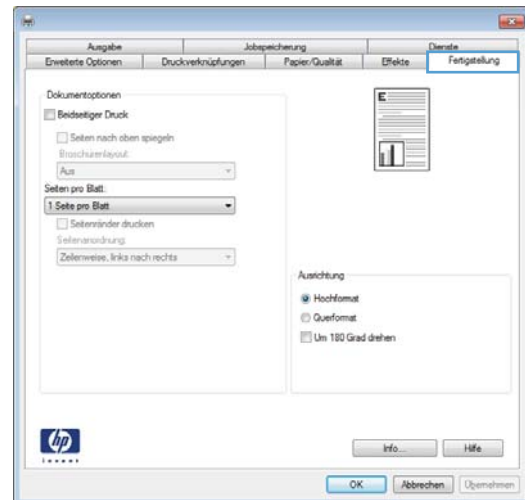 Ausgabe
Jobspeicherung
Dienste
Erweiterte Optionen
Druckverknüpfungen
Papier/Qualität
Effekte
Fertigstellung
Dokumentoptionen
Beidseitiger Druck
Seiten nach oben spiegeln
Broschürenlayout:
Aus
Seiten pro Blatt:
1 Seite pro Blatt
Seitenränder drucken
Seitenanordnung:
Zeilenweise, links nach rechts
E
Ausrichtung
Hochformat
Querformat
Um 180 Grad drehen
hp
invent
Info...
Hilfe
OK
Abbrechen
Übernehmen